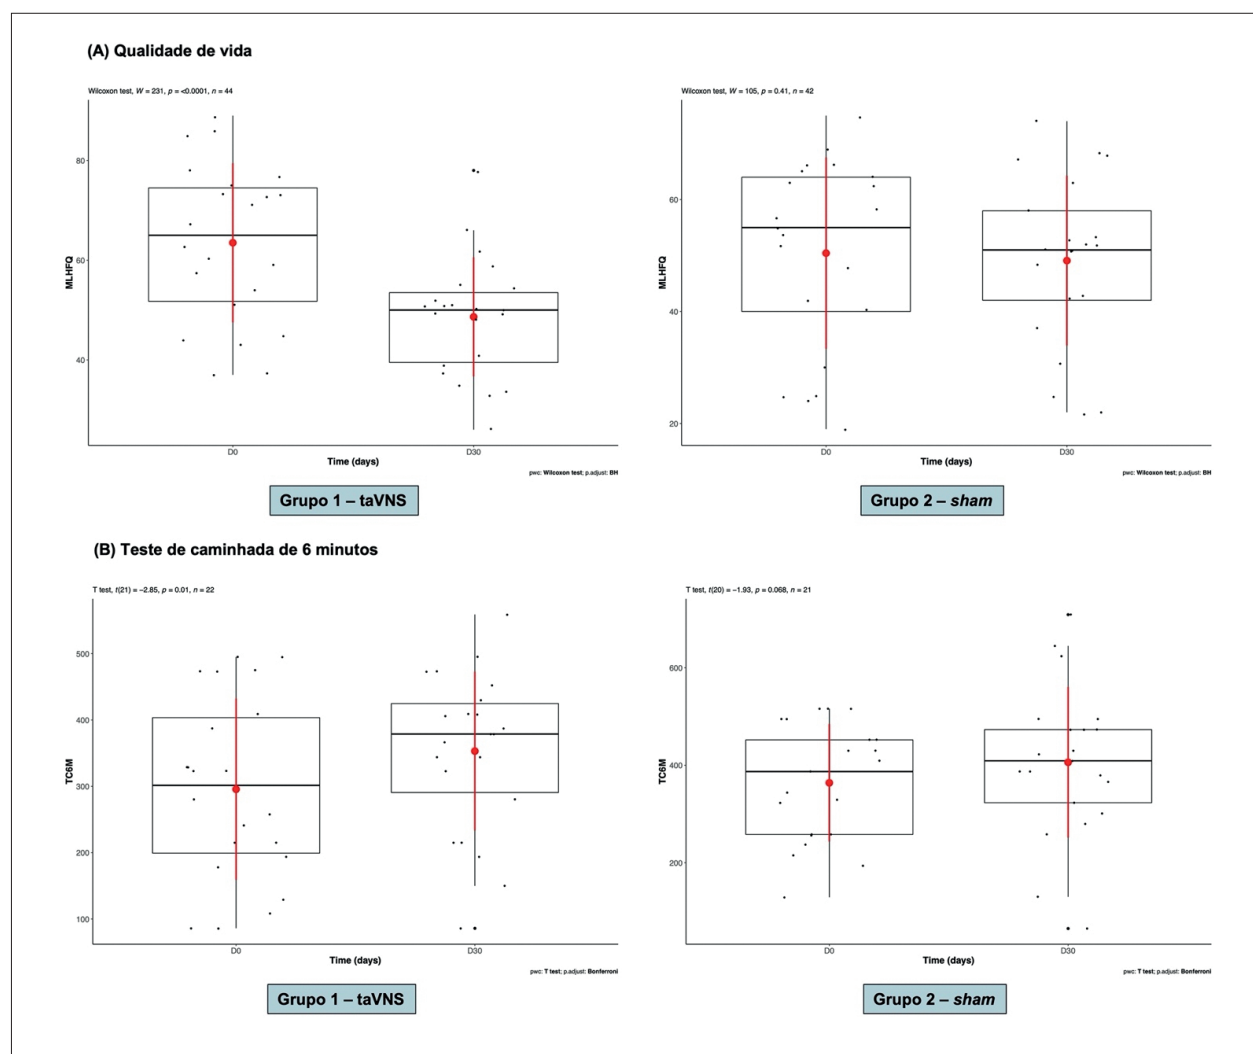 (A) Qualidade de vida
Wilcoxon test, W = 231, p = <0.0001, n = 44
80
60
40
MLHFQ
D0
D30
Time (days)
pwc: Wilcoxon test; p.adjust: BH
Grupo 1 – taVNS
Wilcoxon test, W = 105, p = 0.41, n = 42
60
40
20
MLHFQ
D0
D30
Time (days)
pwc: Wilcoxon test; p.adjust: BH
Grupo 2 – sham
(B) Teste de caminhada de 6 minutos
T test, t(21) = −2.85, p = 0.01, n = 22
500
400
300
200
100
TC6M
D0
D30
Time (days)
pwc: T test; p.adjust: Bonferroni
Grupo 1 – taVNS
T test, t(20) = −1.93, p = 0.068, n = 21
600
400
200
TC6M
D0
D30
Time (days)
pwc: T test; p.adjust: Bonferroni
Grupo 2 – sham